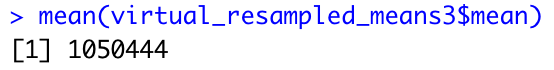 > mean(virtual_resampled_means3$mean)
[1] 1050444